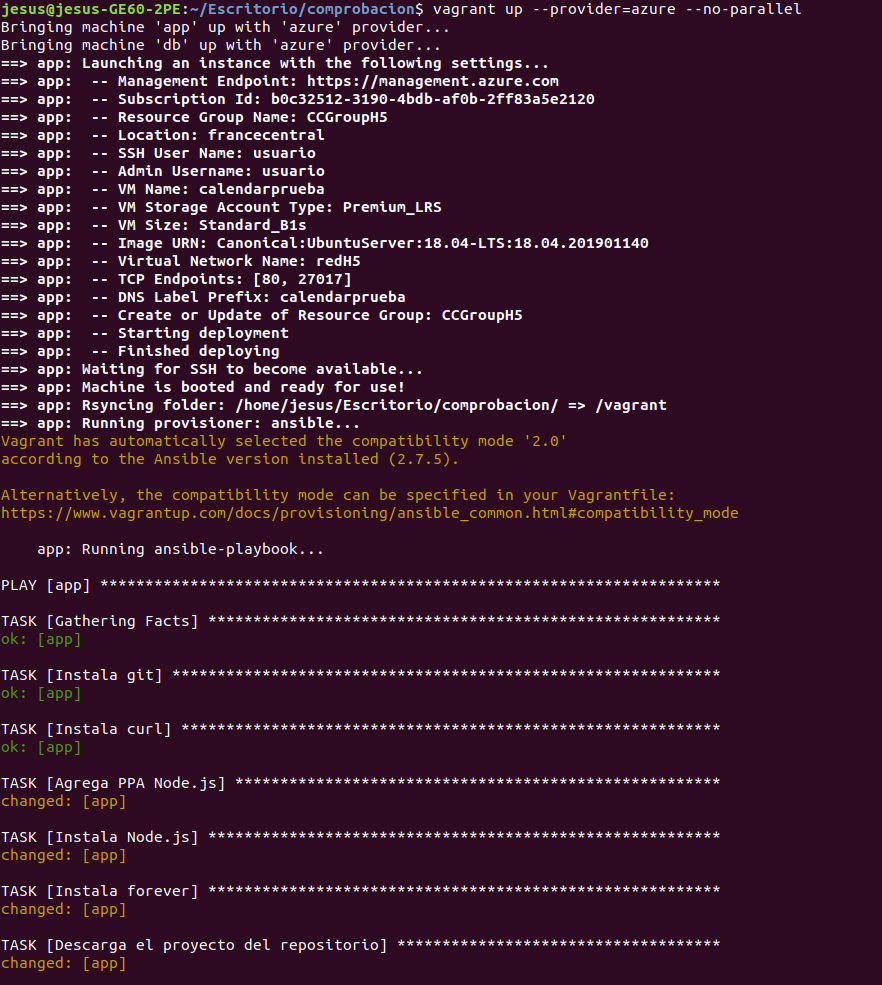 jesus@jesus-GE60-2PE:~/Escritorio/comprobacion$ vagrant up --provider=azure --no-parallel
Bringing machine 'app' up with 'azure' provider...
Bringing machine 'db' up with 'azure' provider...
==> app: Launching an instance with the following settings...
==> app:  -- Management Endpoint: https://management.azure.com
==> app:  -- Subscription Id: b0c32512-3190-4bdb-af0b-2ff83a5e2120
==> app:  -- Resource Group Name: CCGroupH5
==> app:  -- Location: francecentral
==> app:  -- SSH User Name: usuario
==> app:  -- Admin Username: usuario
==> app:  -- VM Name: calendarprueba
==> app:  -- VM Storage Account Type: Premium_LRS
==> app:  -- VM Size: Standard_B1s
==> app:  -- Image URN: Canonical:UbuntuServer:18.04-LTS:18.04.201901140
==> app:  -- Virtual Network Name: redH5
==> app:  -- TCP Endpoints: [80, 27017]
==> app:  -- DNS Label Prefix: calendarprueba
==> app:  -- Create or Update of Resource Group: CCGroupH5
==> app:  -- Starting deployment
==> app:  -- Finished deploying
==> app: Waiting for SSH to become available...
==> app: Machine is booted and ready for use!
==> app: Rsyncing folder: /home/jesus/Escritorio/comprobacion/ => /vagrant
==> app: Running provisioner: ansible...
Vagrant has automatically selected the compatibility mode '2.0'
according to the Ansible version installed (2.7.5).
Alternatively, the compatibility mode can be specified in your Vagrantfile:
https://www.vagrantup.com/docs/provisioning/ansible_common.html#compatibility_mode
    app: Running ansible-playbook...
PLAY [app] *********************************************************************
TASK [Gathering Facts] *********************************************************
ok: [app]
TASK [Instala git] *************************************************************
ok: [app]
TASK [Instala curl] ************************************************************
ok: [app]
TASK [Agrega PPA Node.js] ******************************************************
changed: [app]
TASK [Instala Node.js] *********************************************************
changed: [app]
TASK [Instala forever] *********************************************************
changed: [app]
TASK [Descarga el proyecto del repositorio] ************************************
changed: [app]